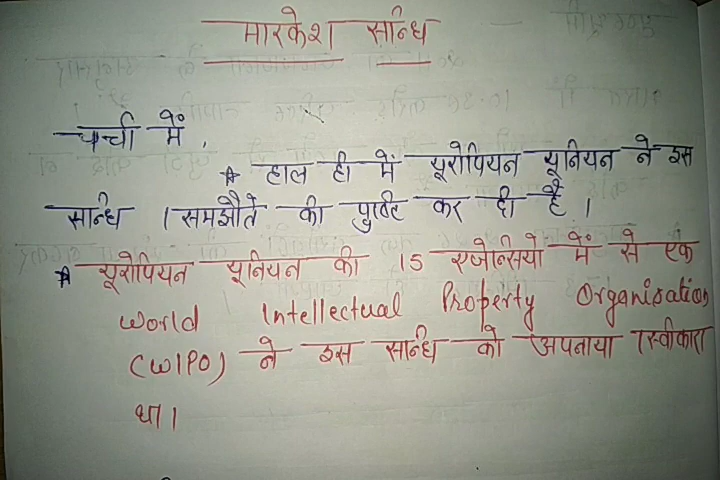 मारकेश सन्धि
चर्चा में,
* हाल ही में यूरोपियन यूनियन ने इस
सन्धि / समझौते की पुष्टि कर दी है।
* यूरोपियन यूनियन की 15 एजेन्सियों में से एक
World Intellectual Property Organisation
(WIPO) ने इस सन्धि को अपनाया / स्वीकारा
था।